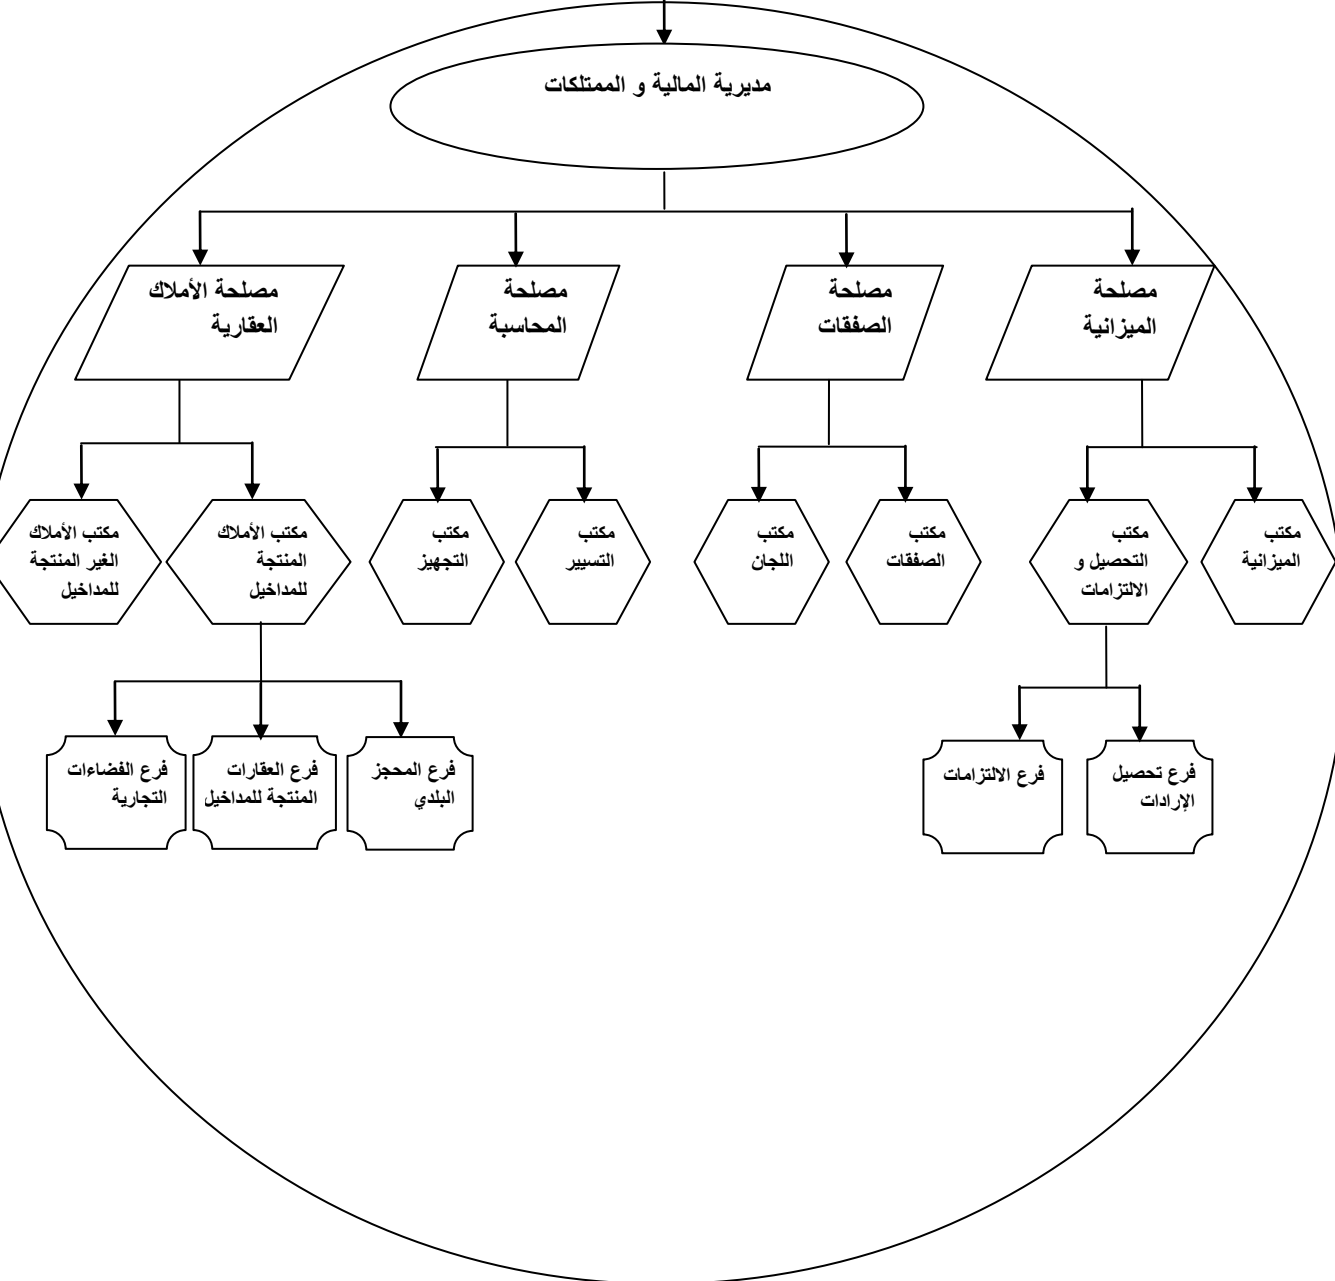 مديرية المالية و الممتلكات
مصلحة
الميزانية
مصلحة
الصفقات
مصلحة
المحاسبة
مصلحة الأملاك
العقارية
مكتب
الميزانية
مكتب
التحصيل و
الالتزامات
مكتب
الصفقات
مكتب
اللجان
مكتب
التسيير
مكتب
التجهيز
مكتب الأملاك
المنتجة
للمداخيل
مكتب الأملاك
الغير المنتجة
للمداخيل
فرع تحصيل
الإرادات
فرع الالتزامات
فرع المحجز
البلدي
فرع العقارات
المنتجة للمداخيل
فرع الفضاءات
التجارية